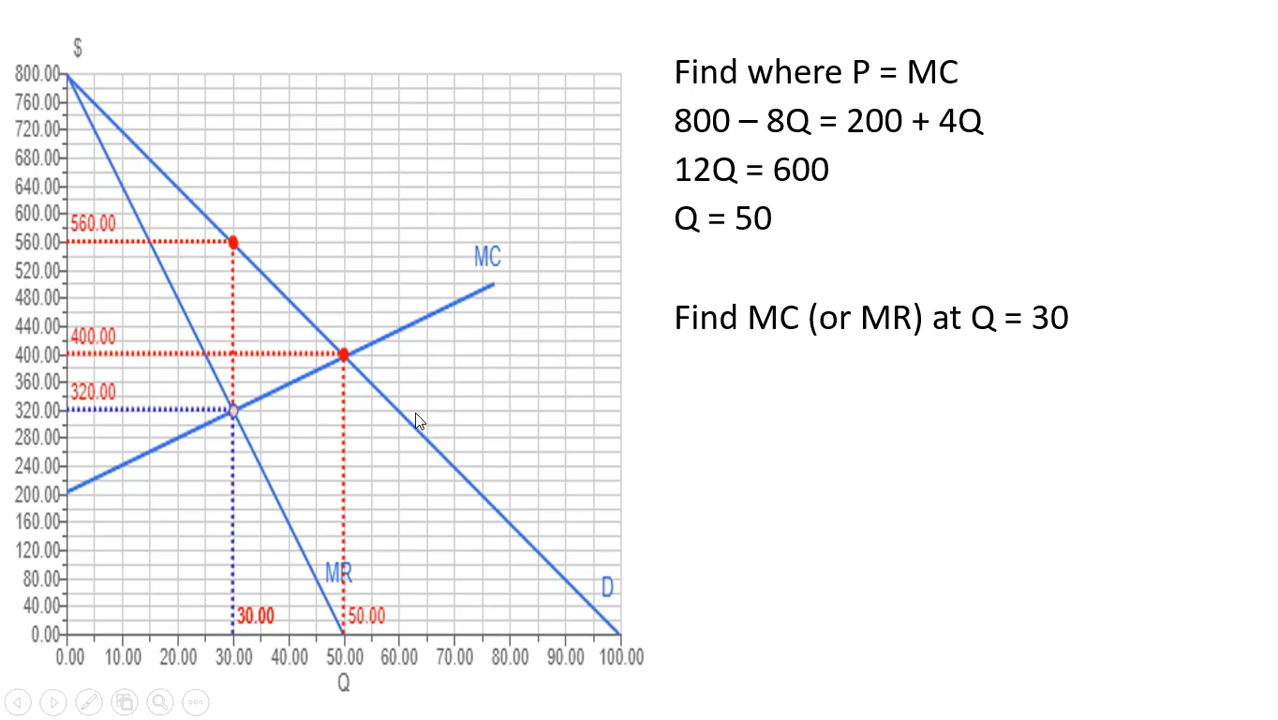 $
800.00
760.00
720.00
680.00
640.00
600.00
560.00
520.00
480.00
440.00
400.00
360.00
320.00
280.00
240.00
200.00
160.00
120.00
80.00
40.00
0.00
560.00
400.00
320.00
MC
MR
D
30.00
50.00
0.00 10.00 20.00 30.00 40.00 50.00 60.00 70.00 80.00 90.00 100.00
Q
Find where P = MC
800 – 8Q = 200 + 4Q
12Q = 600
Q = 50
Find MC (or MR) at Q = 30